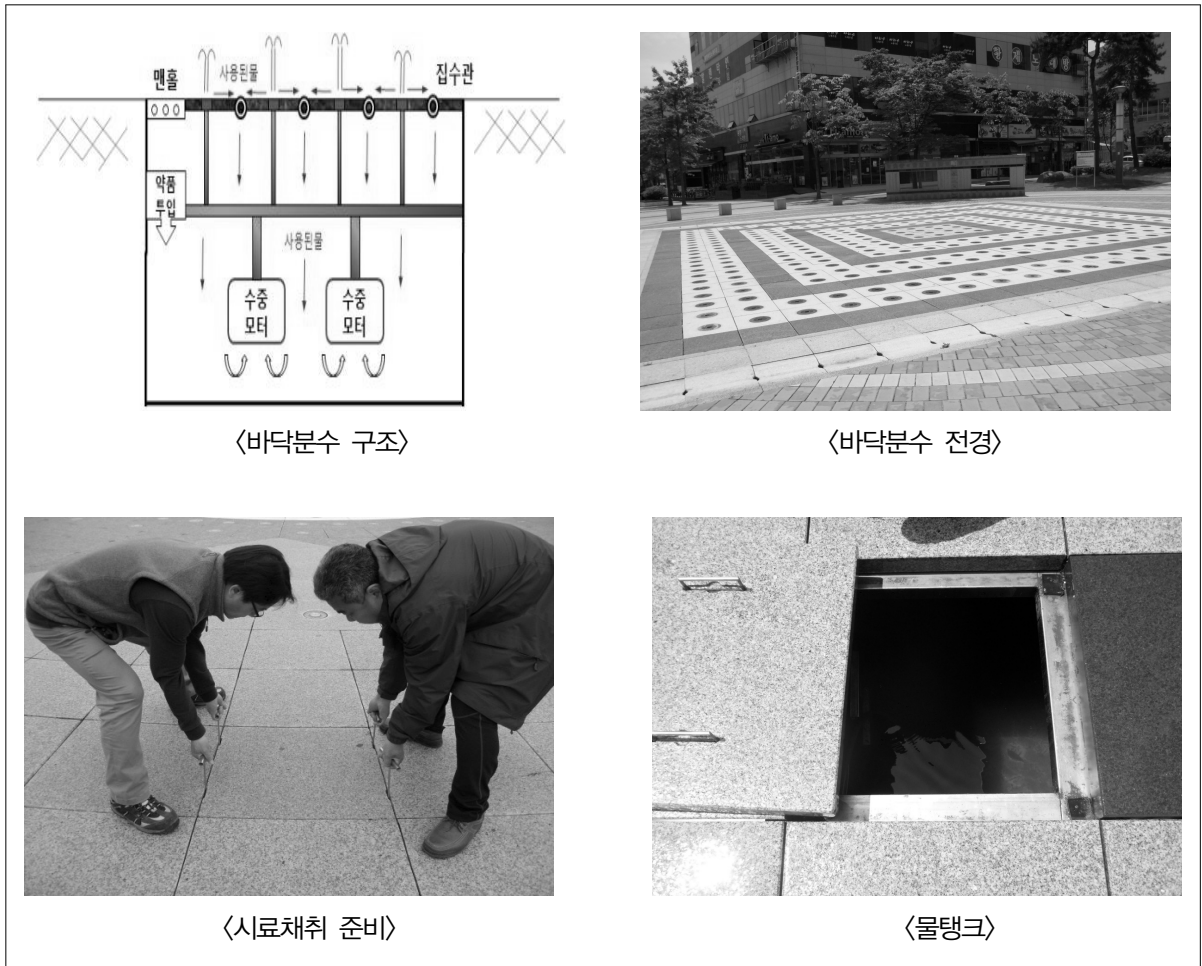 맨홀
사용된물
집수관
약품
투입
사용된물
수중
모터
수중
모터
〈바닥분수 구조〉
〈바닥분수 전경〉
〈시료채취 준비〉
〈물탱크〉